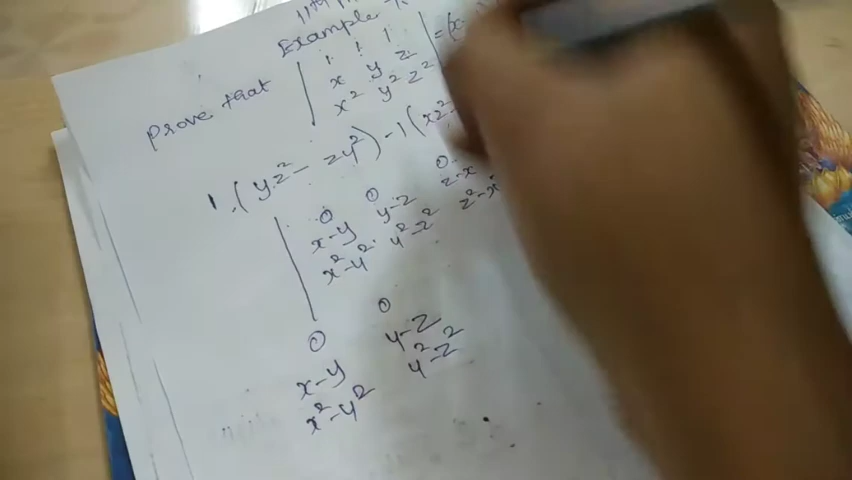 Example
prove that | 1 1 1 | = (x-
x y z
x² y² z²
1.(yz² - zy²) - 1(xz²-
| 0 0 0-
x-y y-z z-x
x²-y² y²-z² z²-x²
0 0
x-y y-z
x²-y² y²-z²